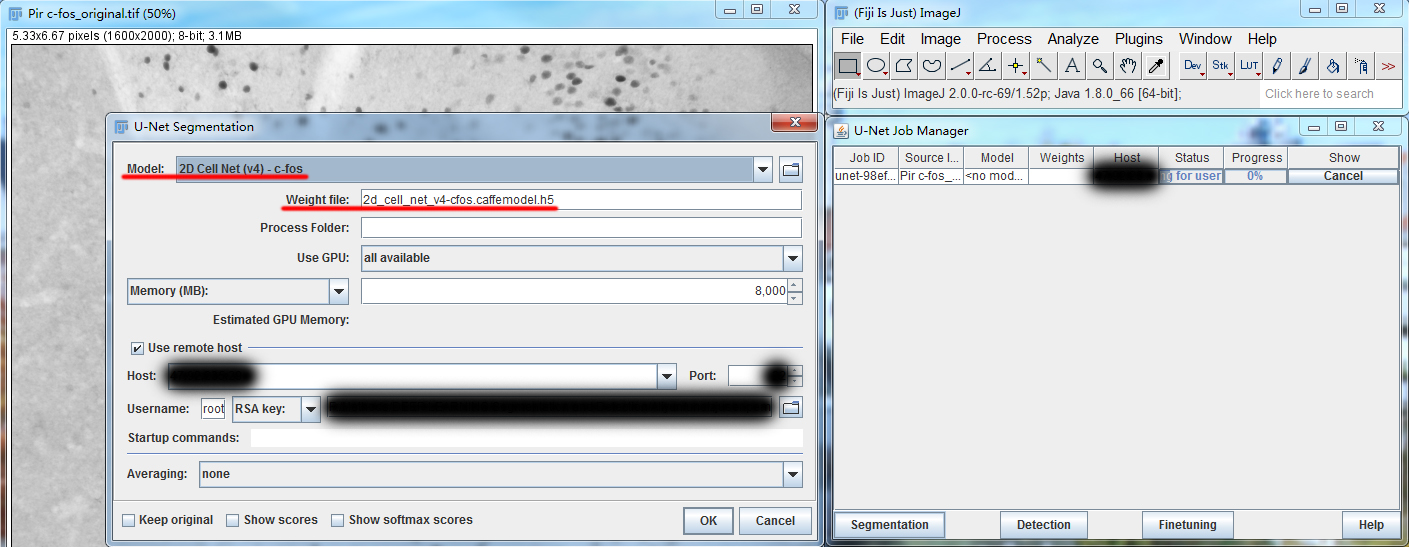 Pir c-fos_original.tif (50%)
5.33x6.67 pixels (1600x2000); 8-bit; 3.1MB
U-Net Segmentation
Model: 2D Cell Net (v4) - c-fos
Weight file: 2d_cell_net_v4-cfos.caffemodel.h5
Process Folder:
Use GPU: all available
Memory (MB): 8,000
Estimated GPU Memory:
Use remote host
Host: Port:
Username: root RSA key:
Startup commands:
Averaging: none
Keep original Show scores Show softmax scores OK Cancel
(Fiji Is Just) ImageJ
File Edit Image Process Analyze Plugins Window Help
A Dev Stk LUT >>
(Fiji Is Just) ImageJ 2.0.0-rc-69/1.52p; Java 1.8.0_66 [64-bit]; Click here to search
U-Net Job Manager
Job ID Source I... Model Weights Host Status Progress Show
unet-98ef... Pir c-fos_... <no mod... g for user 0% Cancel
Segmentation Detection Finetuning Help